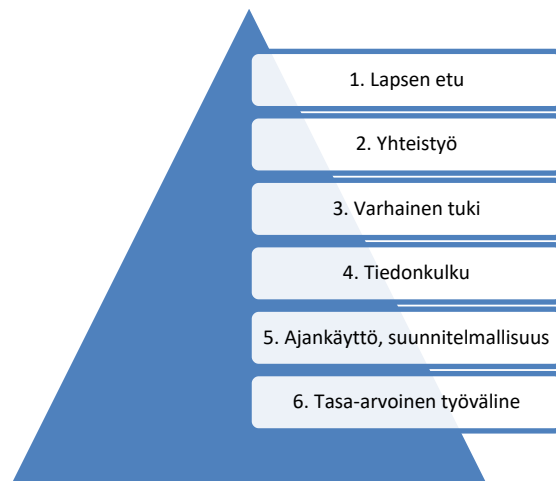 1. Lapsen etu
2. Yhteistyö
3. Varhainen tuki
4. Tiedonkulku
5. Ajankäyttö, suunnitelmallisuus
6. Tasa-arvoinen työväline